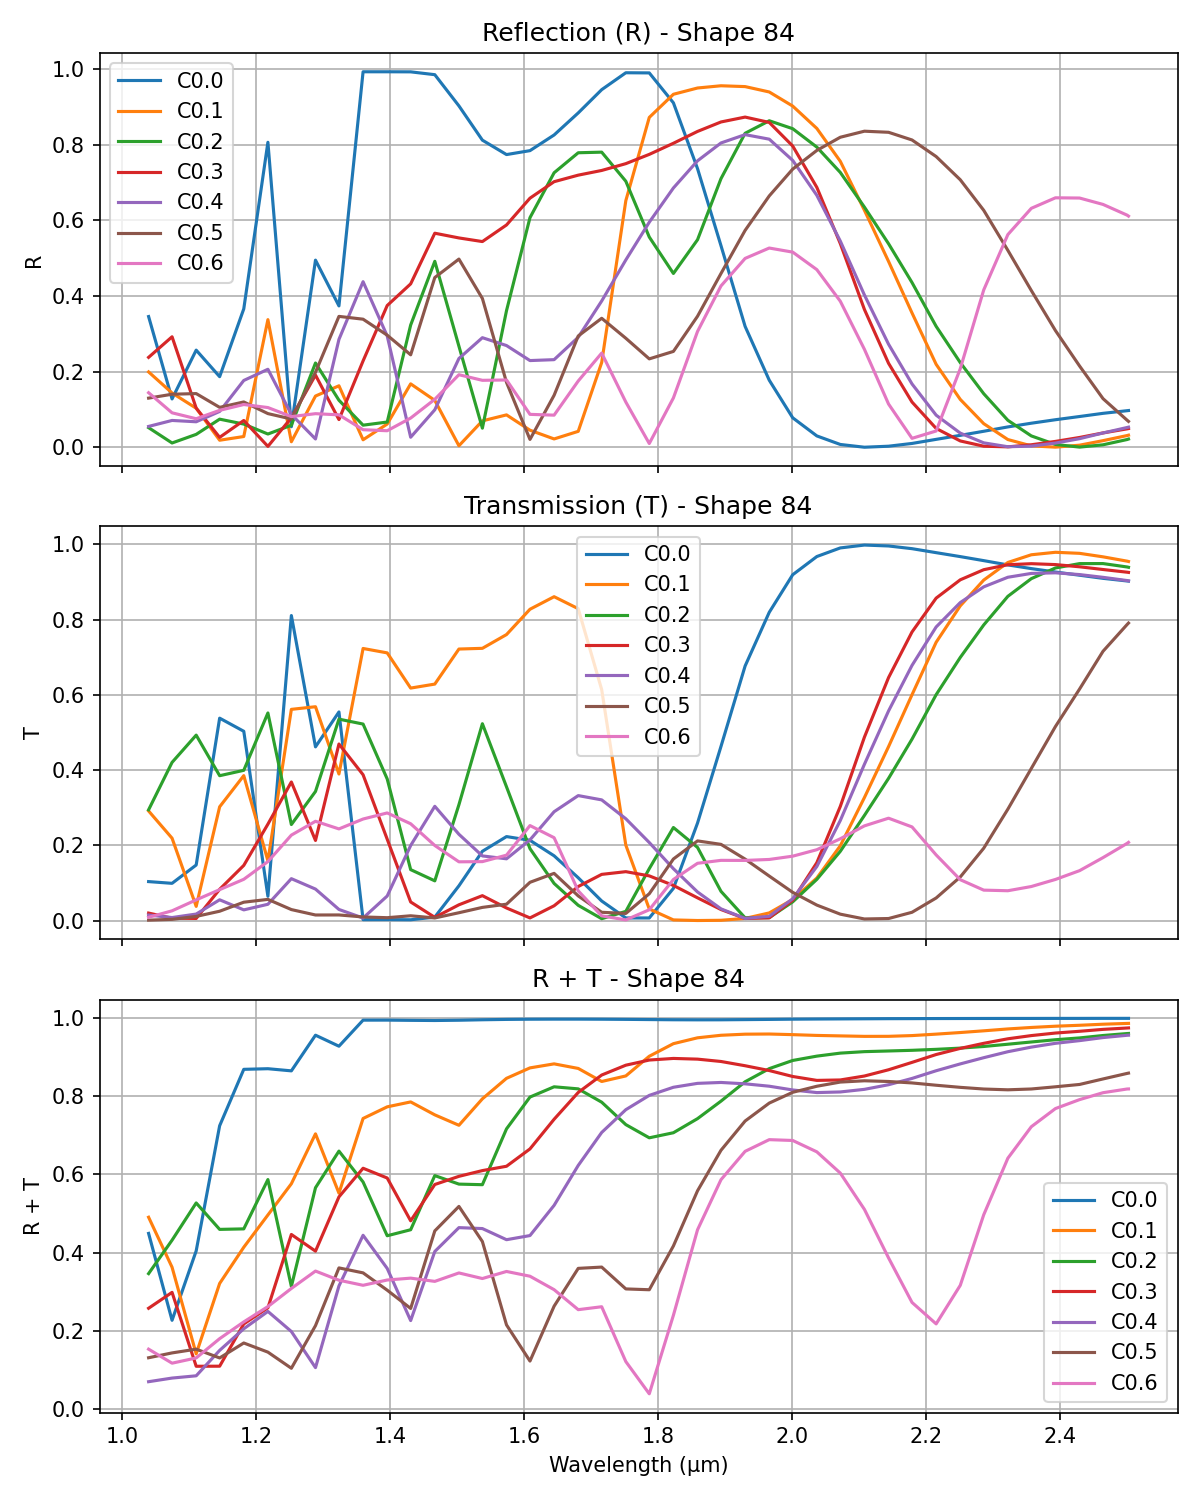 Reflection (R) - Shape 84
1.0
0.8
0.6
0.4
0.2
0.0
R
C0.0
C0.1
C0.2
C0.3
C0.4
C0.5
C0.6
Transmission (T) - Shape 84
1.0
0.8
0.6
0.4
0.2
0.0
T
C0.0
C0.1
C0.2
C0.3
C0.4
C0.5
C0.6
R + T - Shape 84
1.0
0.8
0.6
0.4
0.2
0.0
R + T
C0.0
C0.1
C0.2
C0.3
C0.4
C0.5
C0.6
1.0 1.2 1.4 1.6 1.8 2.0 2.2 2.4
Wavelength (μm)